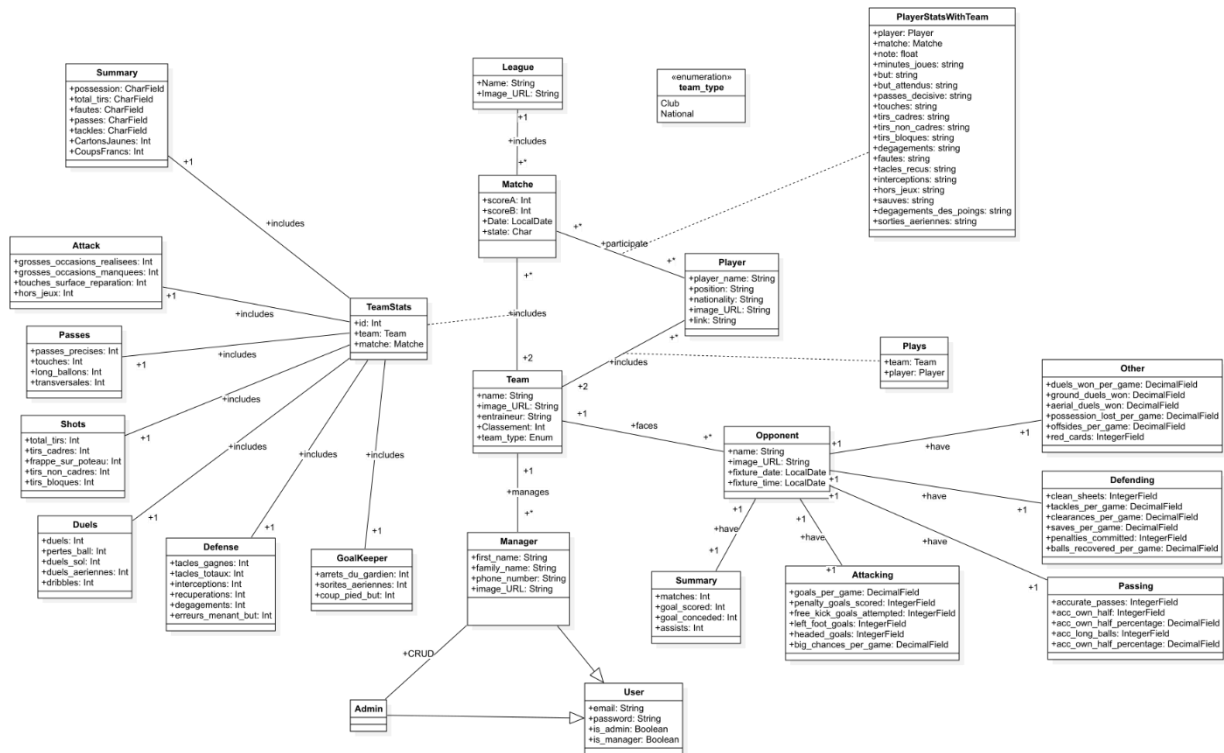 PlayerStatsWithTeam
+player: Player
+matche: Matche
+note: float
+minutes_joues: string
+but: string
+but_attendus: string
+passes_decisive: string
+touches: string
+tirs_cadres: string
+tirs_non_cadres: string
+tirs_bloques: string
+degagements: string
+fautes: string
+tacles_recus: string
+interceptions: string
+hors_jeux: string
+sauves: string
+degagements_des_poings: string
+sorties_aeriennes: string
Summary
+possession: CharField
+total_tirs: CharField
+fautes: CharField
+passes: CharField
+tackles: CharField
+CartonsJaunes: Int
+CoupsFrancs: Int
League
+Name: String
+Image_URL: String
«enumeration»
team_type
Club
National
+1
+includes
+*
+1
+includes
Matche
+scoreA: Int
+scoreB: Int
+Date: LocalDate
+state: Char
+*
+participate
+*
Attack
+grosses_occasions_realisees: Int
+grosses_occasions_manquees: Int
+touches_surface_reparation: Int
+hors_jeux: Int
+1
+includes
Player
+player_name: String
+position: String
+nationality: String
+image_URL: String
+link: String
+*
+includes
+2
TeamStats
+id: Int
+team: Team
+matche: Matche
+*
+includes
+2
Passes
+passes_precises: Int
+touches: Int
+long_ballons: Int
+transversales: Int
+1
+includes
Plays
+team: Team
+player: Player
Team
+name: String
+image_URL: String
+entraineur: String
+Classement: Int
+team_type: Enum
+1
+faces
+*
Shots
+total_tirs: Int
+tirs_cadres: Int
+frappe_sur_poteau: Int
+tirs_non_cadres: Int
+tirs_bloques: Int
+1
+includes
Other
+duels_won_per_game: DecimalField
+ground_duels_won: DecimalField
+aerial_duels_won: DecimalField
+possession_lost_per_game: DecimalField
+offsides_per_game: DecimalField
+red_cards: IntegerField
Opponent
+name: String
+image_URL: String
+fixture_date: LocalDate
+fixture_time: LocalDate
+1
+have
+1
+1
+have
+1
+1
+have
+1
+1
+have
+1
+1
+have
+1
Defending
+clean_sheets: IntegerField
+tackles_per_game: DecimalField
+clearances_per_game: DecimalField
+saves_per_game: DecimalField
+penalties_committed: IntegerField
+balls_recovered_per_game: DecimalField
Duels
+duels: Int
+pertes_ball: Int
+duels_sol: Int
+duels_aeriennes: Int
+dribbles: Int
+1
+includes
Defense
+tacles_gagnes: Int
+tacles_totaux: Int
+interceptions: Int
+recuperations: Int
+degagements: Int
+erreurs_menant_but: Int
+1
+includes
GoalKeeper
+arrets_du_gardien: Int
+sorites_aeriennes: Int
+coup_pied_but: Int
+1
+includes
+1
+manages
+*
Manager
+first_name: String
+family_name: String
+phone_number: String
+image_URL: String
Summary
+matches: Int
+goal_scored: Int
+goal_conceded: Int
+assists: Int
Attacking
+goals_per_game: DecimalField
+penalty_goals_scored: IntegerField
+free_kick_goals_attempted: IntegerField
+left_foot_goals: IntegerField
+headed_goals: IntegerField
+big_chances_per_game: DecimalField
Passing
+accurate_passes: IntegerField
+acc_own_half: IntegerField
+acc_own_half_percentage: DecimalField
+acc_long_balls: IntegerField
+acc_own_half_percentage: DecimalField
+CRUD
Admin
User
+email: String
+password: String
+is_admin: Boolean
+is_manager: Boolean